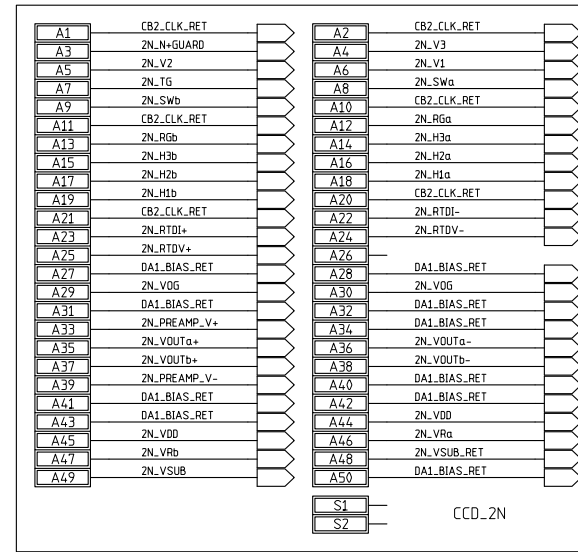 A1 CB2_CLK_RET
A3 2N_N+GUARD
A5 2N_V2
A7 2N_TG
A9 2N_SWb
A11 CB2_CLK_RET
A13 2N_RGb
A15 2N_H3b
A17 2N_H2b
A19 2N_H1b
A21 CB2_CLK_RET
A23 2N_RTDI+
A25 2N_RTDV+
A27 DA1_BIAS_RET
A29 2N_VOG
A31 DA1_BIAS_RET
A33 2N_PREAMP_V+
A35 2N_VOUTa+
A37 2N_VOUTb+
A39 2N_PREAMP_V-
A41 DA1_BIAS_RET
A43 DA1_BIAS_RET
A45 2N_VDD
A47 2N_VRb
A49 2N_VSUB
A2 CB2_CLK_RET
A4 2N_V3
A6 2N_V1
A8 2N_SWa
A10 CB2_CLK_RET
A12 2N_RGa
A14 2N_H3a
A16 2N_H2a
A18 2N_H1a
A20 CB2_CLK_RET
A22 2N_RTDI-
A24 2N_RTDV-
A26
A28 DA1_BIAS_RET
A30 2N_VOG
A32 DA1_BIAS_RET
A34 DA1_BIAS_RET
A36 2N_VOUTa-
A38 2N_VOUTb-
A40 DA1_BIAS_RET
A42 DA1_BIAS_RET
A44 2N_VDD
A46 2N_VRa
A48 2N_VSUB_RET
A50 DA1_BIAS_RET
S1
S2
CCD_2N